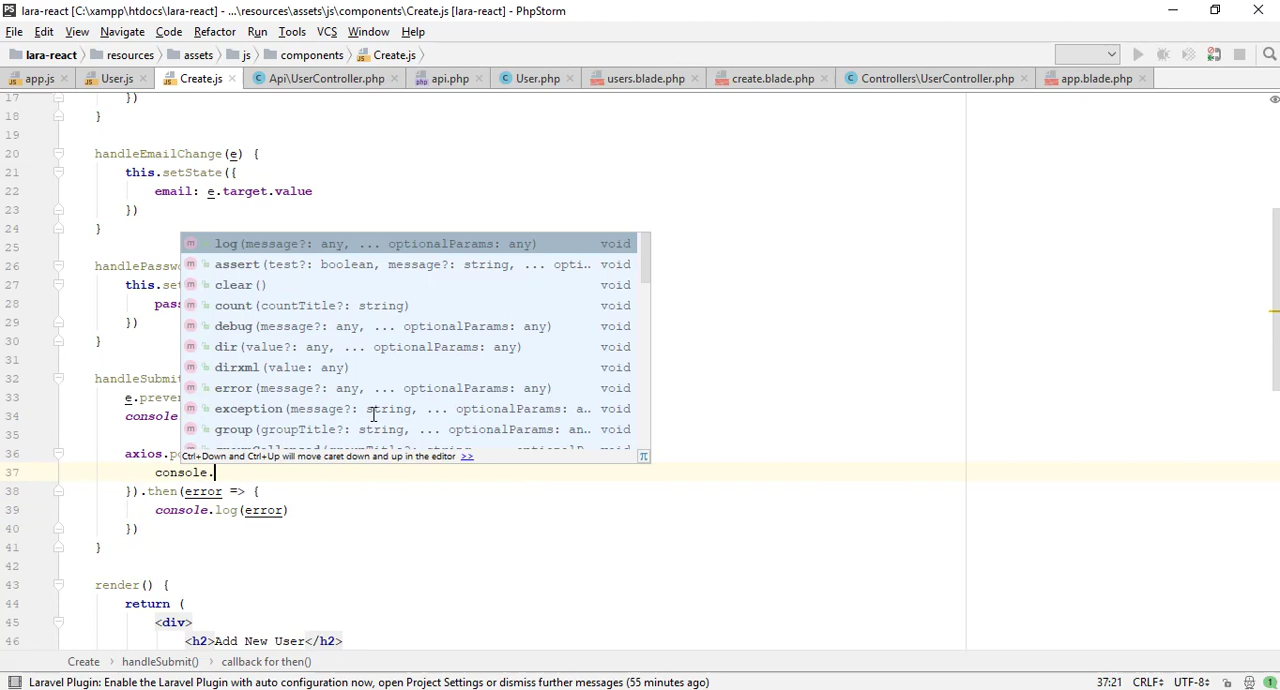 lara-react [C:\xampp\htdocs\lara-react] - ...\resources\assets\js\components\Create.js [lara-react] - PhpStorm
File Edit View Navigate Code Refactor Run Tools VCS Window Help
lara-react resources assets js components Create.js
app.js User.js Create.js Api\UserController.php api.php User.php users.blade.php create.blade.php Controllers\UserController.php app.blade.php
17 })
18 }
19
20 handleEmailChange(e) {
21 this.setState({
22 email: e.target.value
23 })
24 }
25
26 handlePassw
27 this.set
28 pass
29 })
30 }
31
32 handleSubmit
33 e.preven
34 console
35
36 axios.po
37 console.
38 }).then(error => {
39 console.log(error)
40 })
41 }
42
43 render() {
44 return (
45 <div>
46 <h2>Add New User</h2>
m log(message?: any, ... optionalParams: any) void
m assert(test?: boolean, message?: string, ... opti.. void
m clear() void
m count(countTitle?: string) void
m debug(message?: any, ... optionalParams: any) void
m dir(value?: any, ... optionalParams: any) void
m dirxml(value: any) void
m error(message?: any, ... optionalParams: any) void
m exception(message?: string, ... optionalParams: a.. void
m group(groupTitle?: string, ... optionalParams: an.. void
Ctrl+Down and Ctrl+Up will move caret down and up in the editor >> π
Create handleSubmit() callback for then()
Laravel Plugin: Enable the Laravel Plugin with auto configuration now, open Project Settings or dismiss further messages (55 minutes ago) 37:21 CRLF UTF-8 1